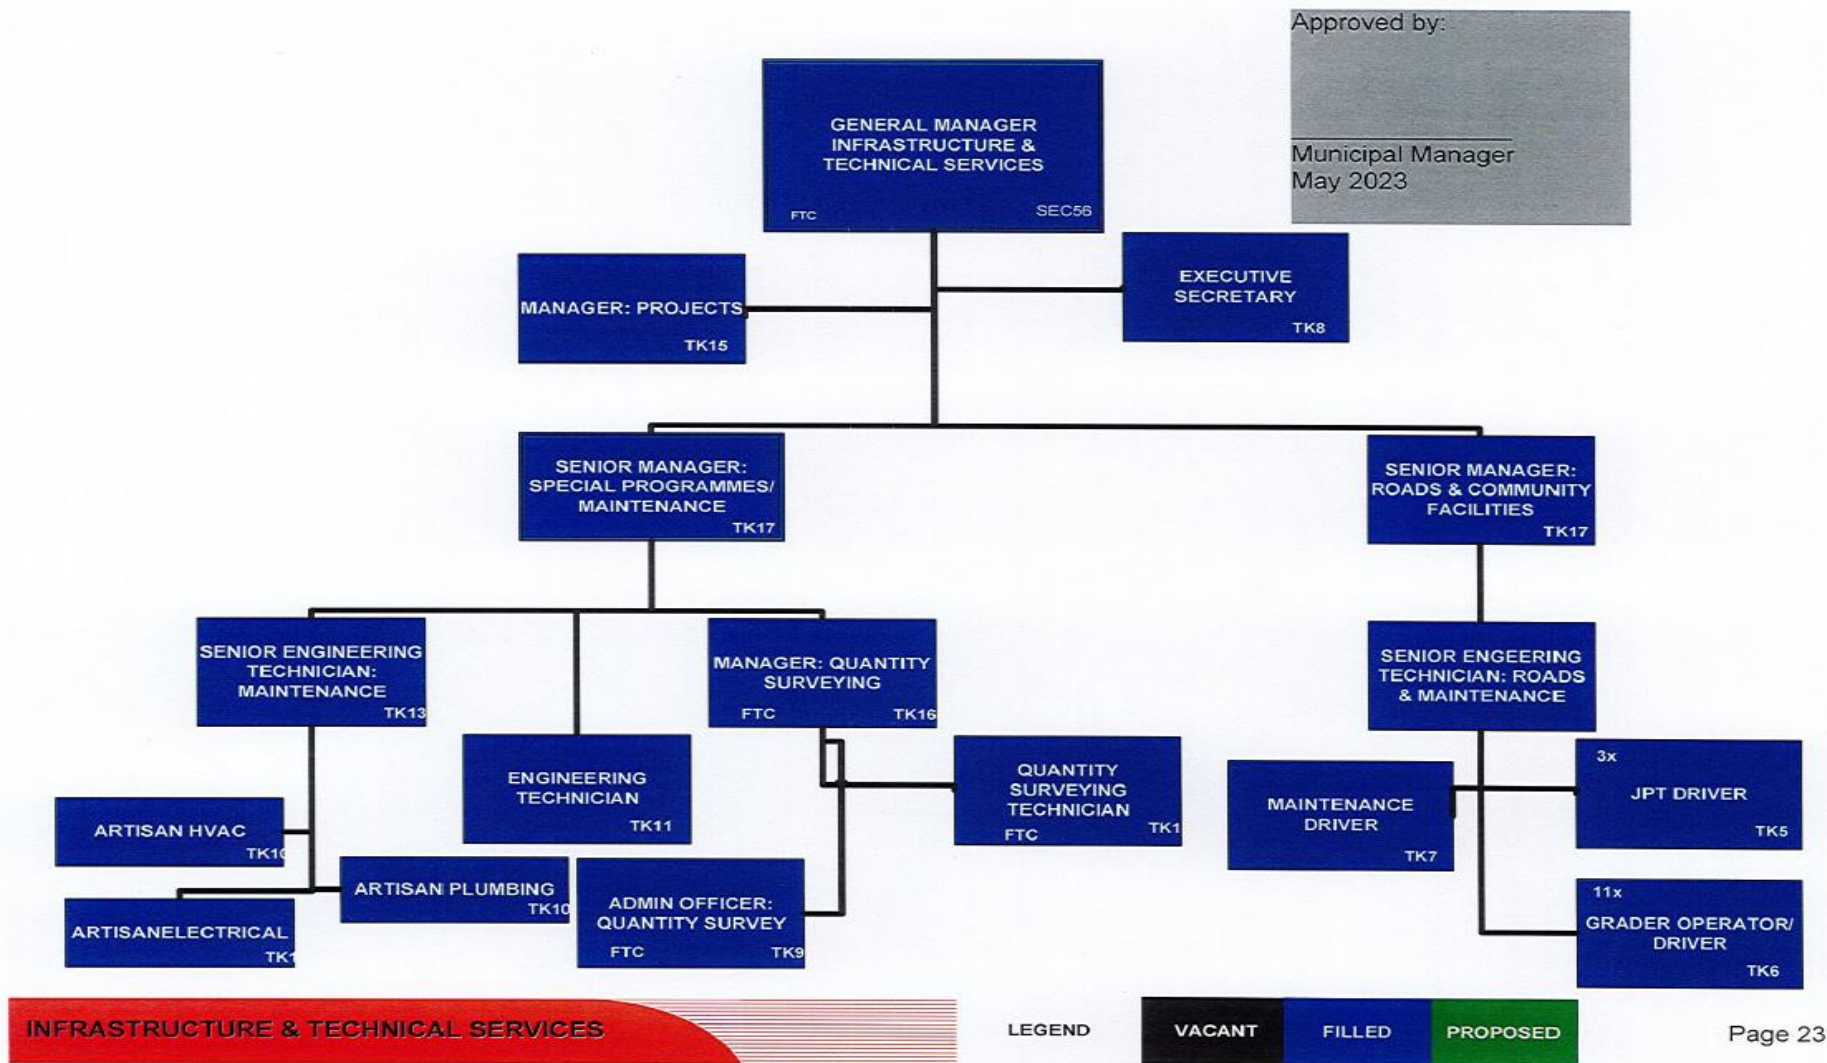 Approved by:
Municipal Manager
May 2023
GENERAL MANAGER
INFRASTRUCTURE &
TECHNICAL SERVICES
FTC
SEC56
MANAGER: PROJECTS
TK15
EXECUTIVE
SECRETARY
TK8
SENIOR MANAGER:
SPECIAL PROGRAMMES/
MAINTENANCE
TK17
SENIOR MANAGER:
ROADS & COMMUNITY
FACILITIES
TK17
SENIOR ENGINEERING
TECHNICIAN:
MAINTENANCE
TK13
MANAGER: QUANTITY
SURVEYING
FTC
TK16
SENIOR ENGEERING
TECHNICIAN: ROADS
& MAINTENANCE
ENGINEERING
TECHNICIAN
TK11
QUANTITY
SURVEYING
TECHNICIAN
FTC
TK1
MAINTENANCE
DRIVER
TK7
3x
JPT DRIVER
TK5
ARTISAN HVAC
TK10
ARTISAN PLUMBING
TK10
ARTISANELECTRICAL
TK1
ADMIN OFFICER:
QUANTITY SURVEY
FTC
TK9
11x
GRADER OPERATOR/
DRIVER
TK6
INFRASTRUCTURE & TECHNICAL SERVICES
LEGEND
VACANT
FILLED
PROPOSED
Page 23